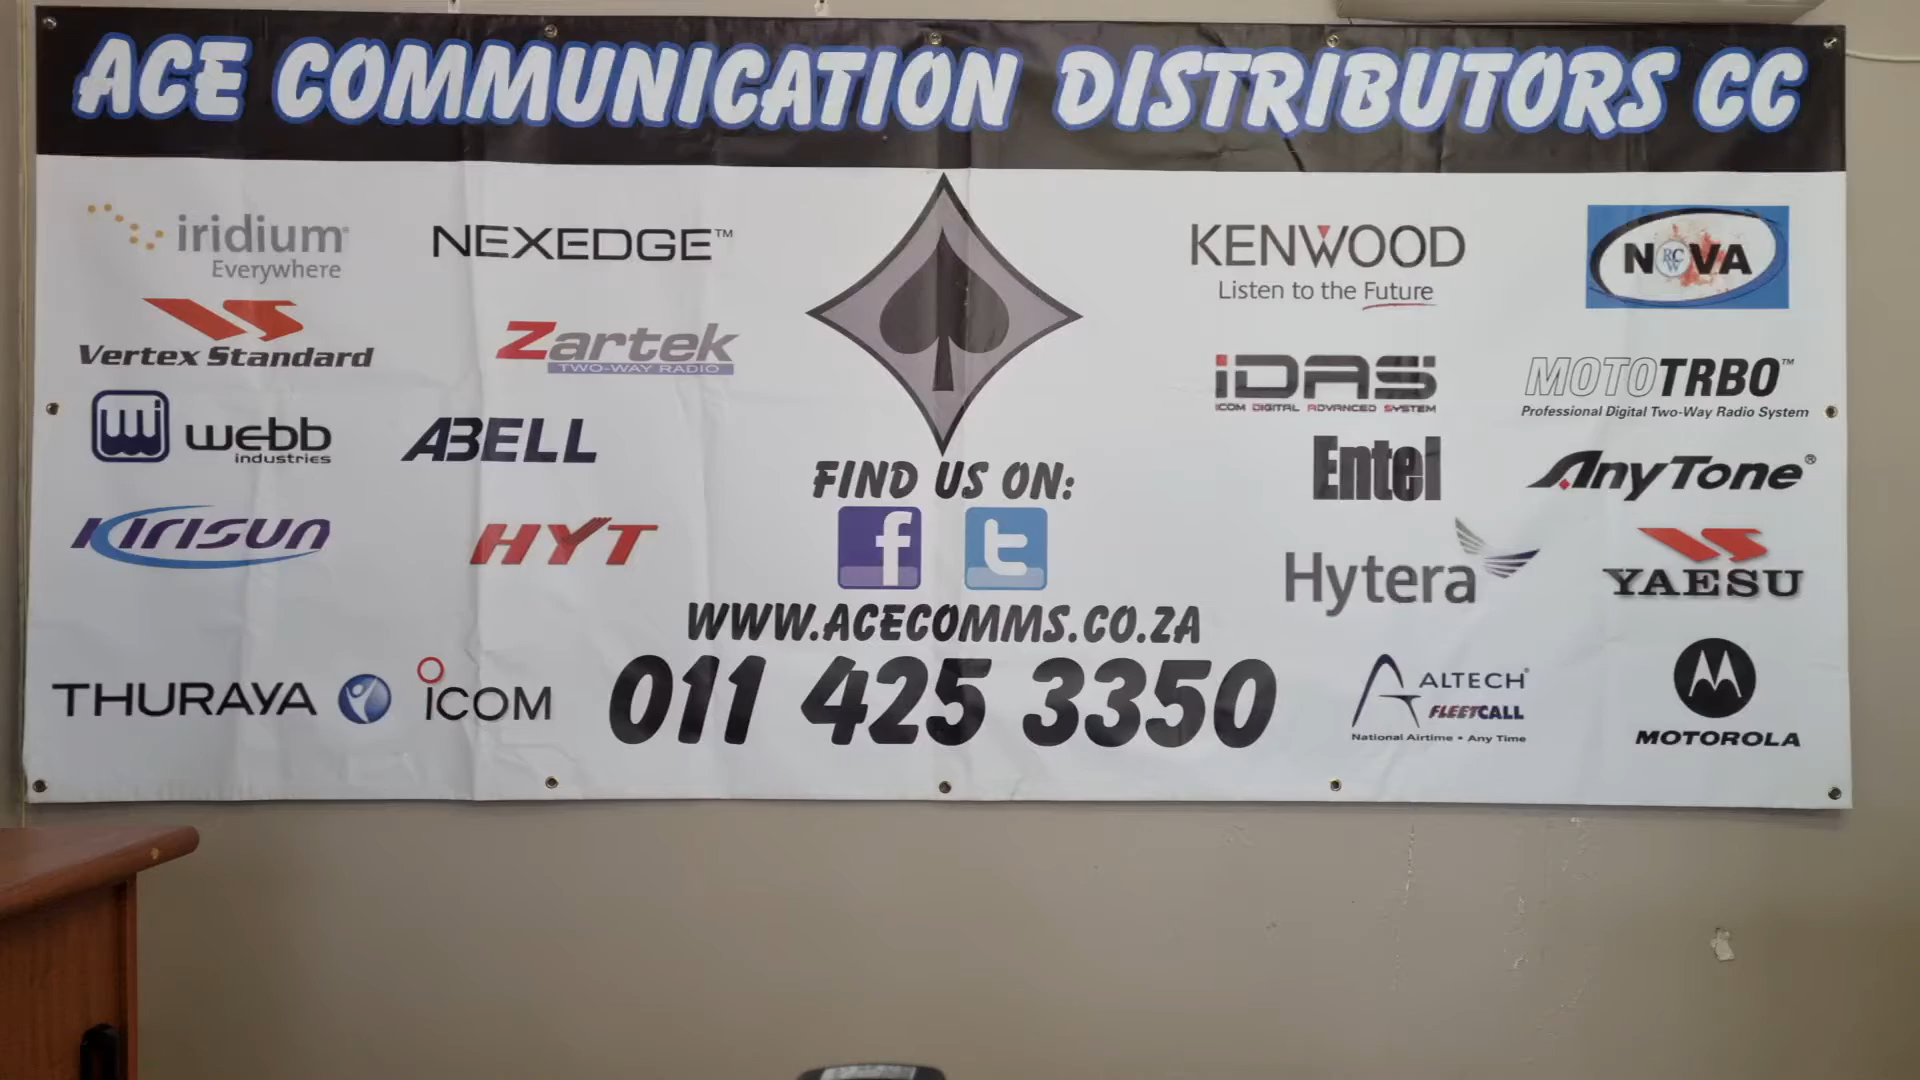 ACE COMMUNICATION DISTRIBUTORS CC
iridium
Everywhere
NEXEDGE™
Vertex Standard
Zartek
TWO-WAY RADIO
webb
industries
ABELL
KIRISUN
HYT
THURAYA
ICOM
FIND US ON:
f
t
WWW.ACECOMMS.CO.ZA
011 425 3350
KENWOOD
Listen to the Future
NOVA
RCW
iDAS
ICOM DIGITAL ADVANCED SYSTEM
MOTOTRBO™
Professional Digital Two-Way Radio System
Entel
AnyTone®
Hytera
YAESU
ALTECH®
FLEETCALL
National Airtime • Any Time
MOTOROLA